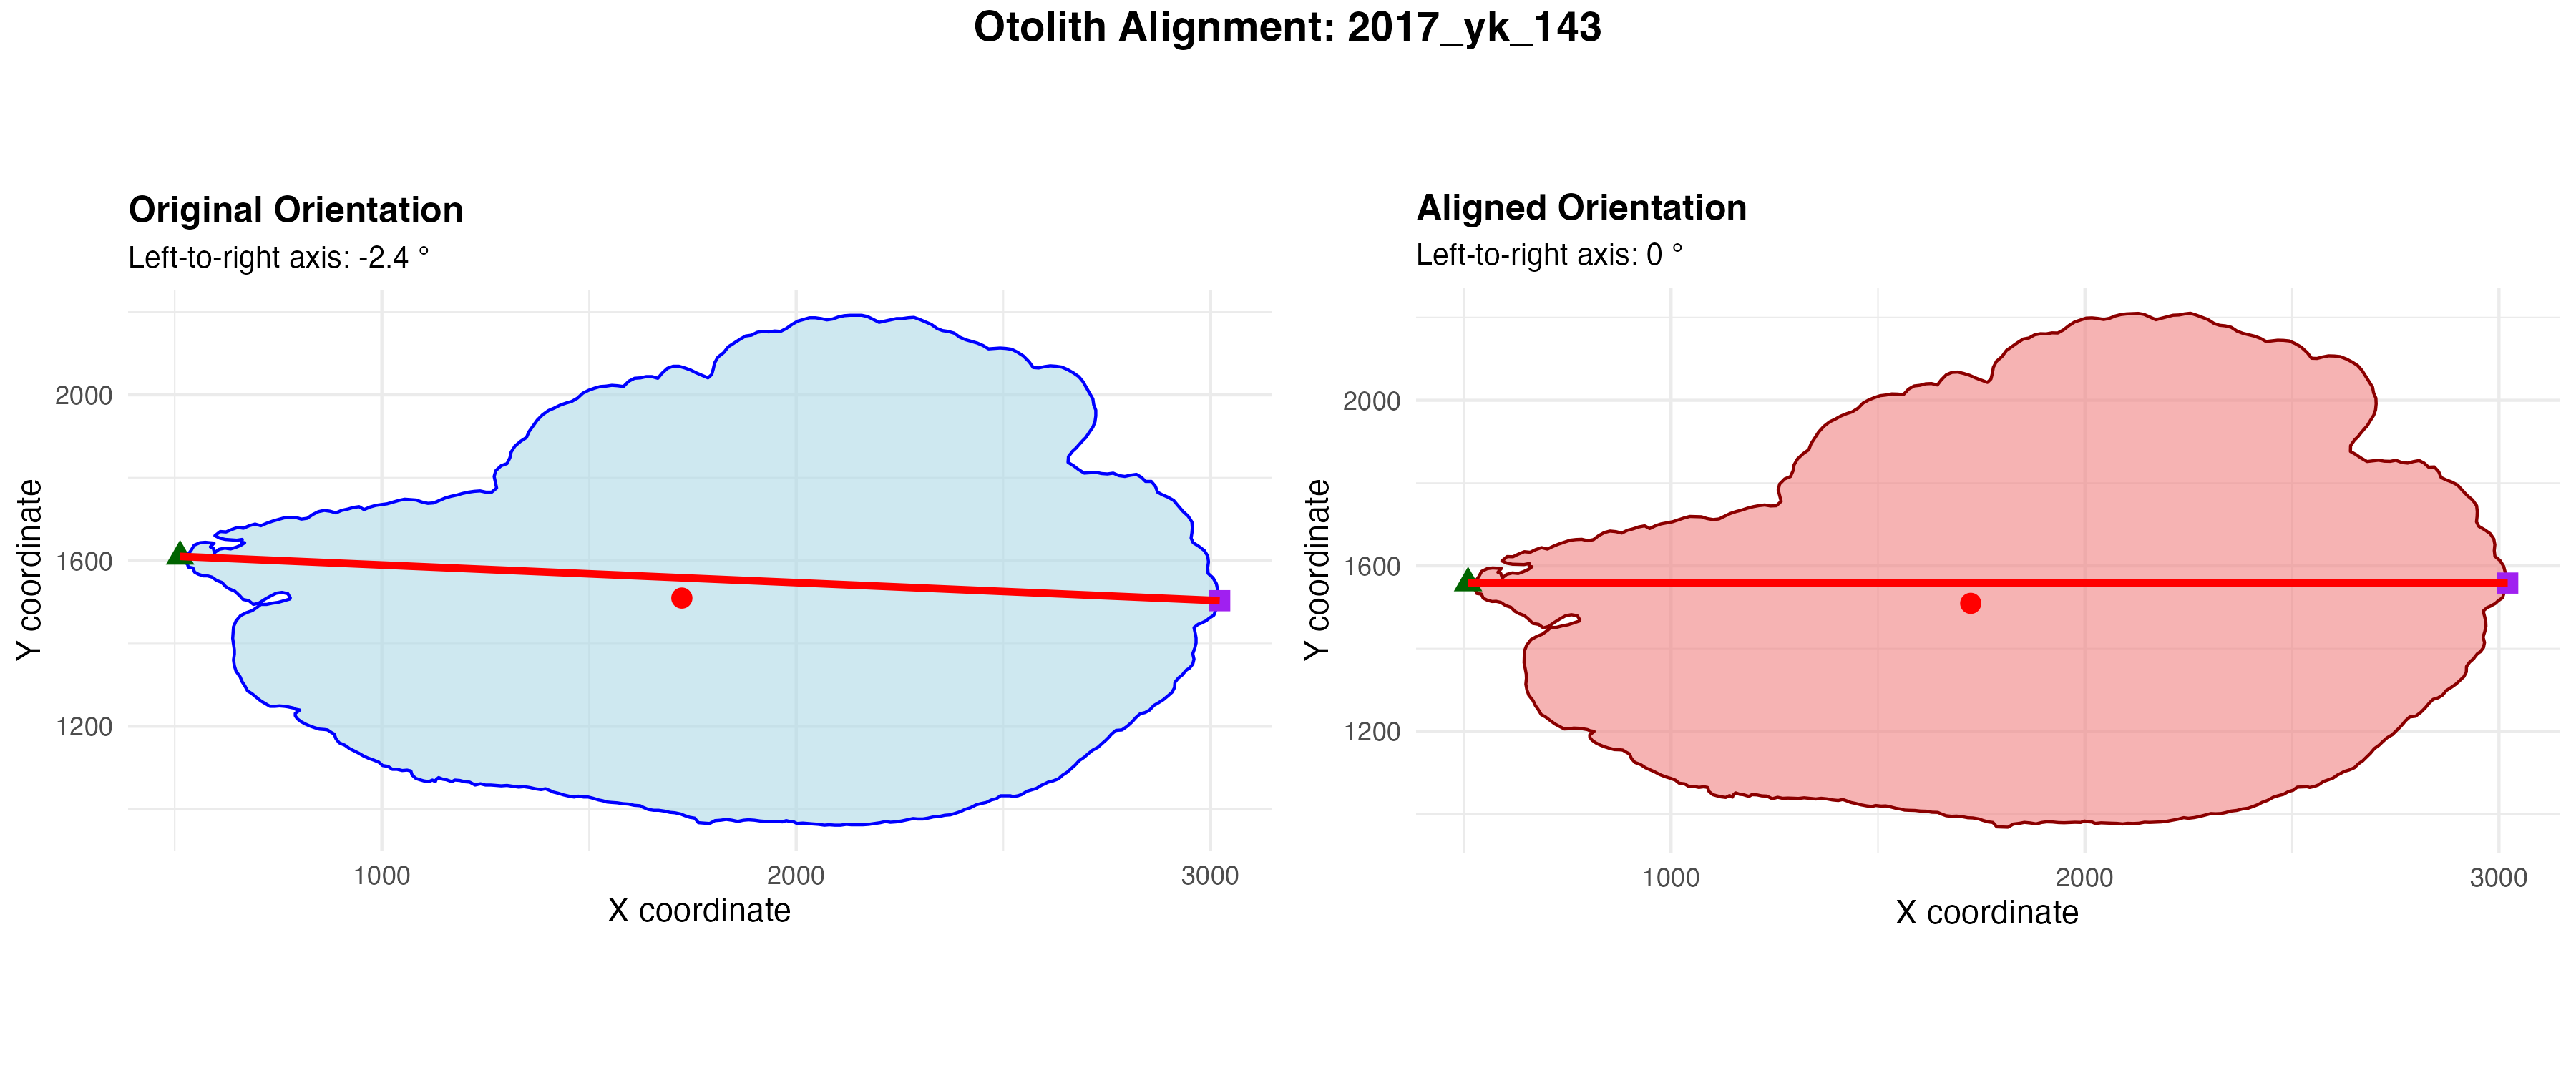 Otolith Alignment: 2017_yk_143
Original Orientation
Left-to-right axis: -2.4 °
Y coordinate
2000
1600
1200
1000
2000
3000
X coordinate
Aligned Orientation
Left-to-right axis: 0 °
Y coordinate
2000
1600
1200
1000
2000
3000
X coordinate